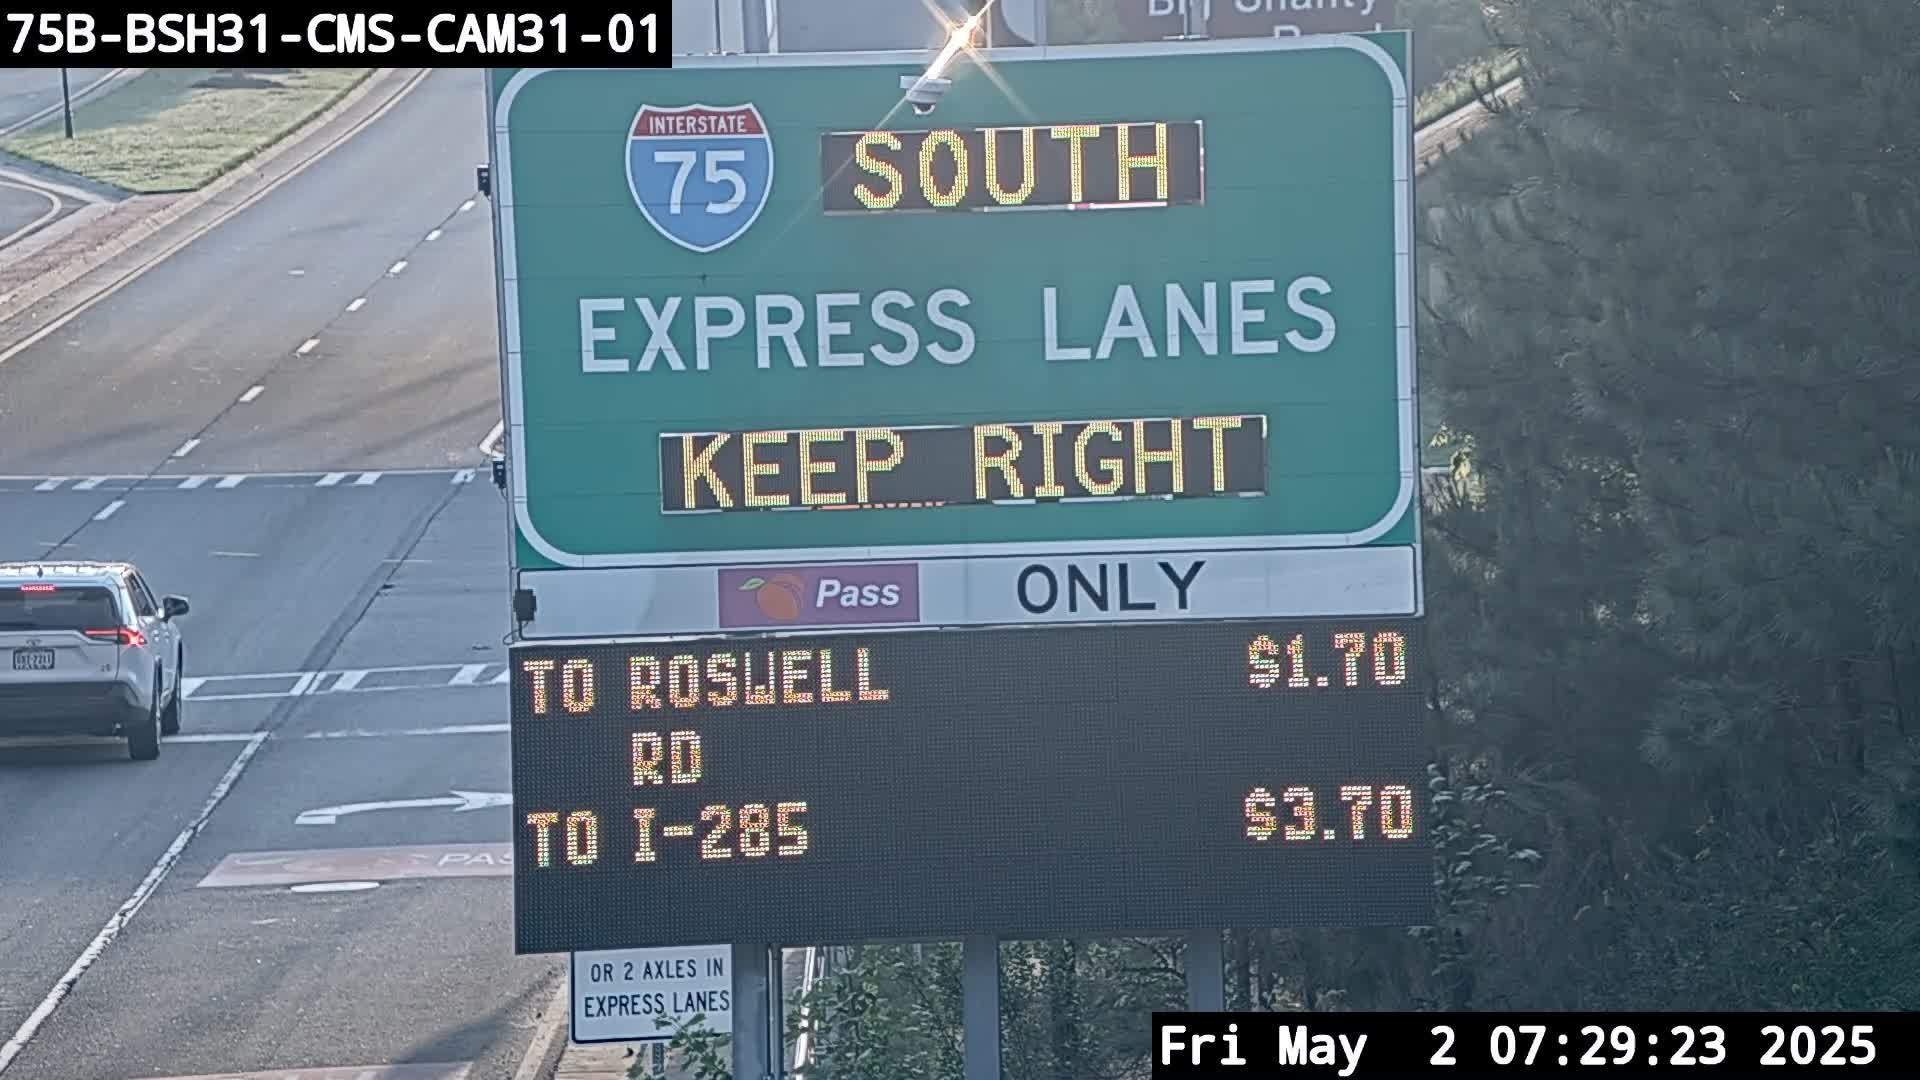 75B-BSH31-CMS-CAM31-01
Shanty
INTERSTATE
75
SOUTH
EXPRESS LANES
KEEP RIGHT
Pass ONLY
TO ROSWELL $1.70
RD
TO I-285 $3.70
OR 2 AXLES IN
EXPRESS LANES
Fri May 2 07:29:23 2025